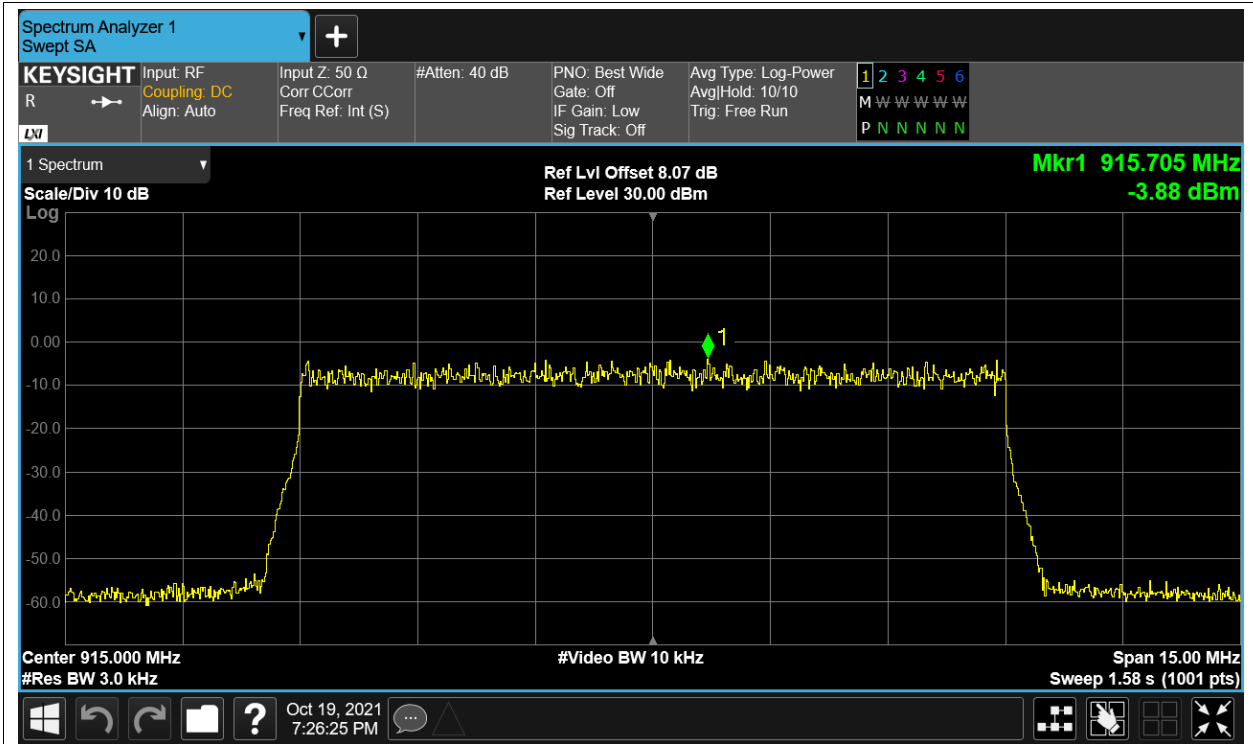 Spectrum Analyzer 1
Swept SA
KEYSIGHT
R
LXI
Input: RF
Coupling: DC
Align: Auto
Input Z: 50 Ω
Corr CCorr
Freq Ref: Int (S)
#Atten: 40 dB
PNO: Best Wide
Gate: Off
IF Gain: Low
Sig Track: Off
Avg Type: Log-Power
Avg|Hold: 10/10
Trig: Free Run
1 2 3 4 5 6
M W W W W W W
P N N N N N
1 Spectrum
Scale/Div 10 dB
Log
Ref Lvl Offset 8.07 dB
Ref Level 30.00 dBm
Mkr1 915.705 MHz
-3.88 dBm
20.0
10.0
0.00
-10.0
-20.0
-30.0
-40.0
-50.0
-60.0
1
Center 915.000 MHz
#Res BW 3.0 kHz
#Video BW 10 kHz
Span 15.00 MHz
Sweep 1.58 s (1001 pts)
?
Oct 19, 2021
7:26:25 PM